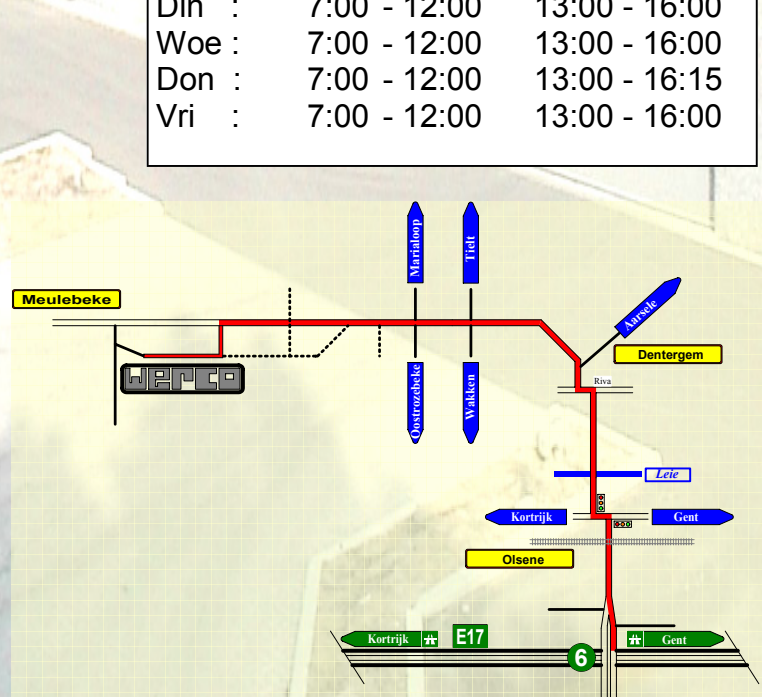 Din : 7:00 - 12:00 13:00 - 16:00
Woe : 7:00 - 12:00 13:00 - 16:00
Don : 7:00 - 12:00 13:00 - 16:15
Vri : 7:00 - 12:00 13:00 - 16:00
Marialoop
Tielt
Meulebeke
Aarsele
Dentergem
werco
Oostrozebeke
Wakken
Riva
Leie
Kortrijk
Gent
Olsene
Kortrijk
E17
6
Gent